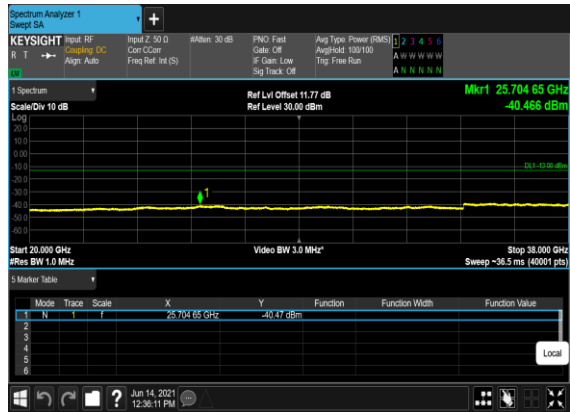 Spectrum Analyzer 1
Swept SA
+
KEYSIGHT Input: RF Input Z: 50 Ω #Atten: 30 dB PNO: Fast Avg Type: Power (RMS) 1 2 3 4 5 6
R T Coupling: DC Corr CCorr Gate: Off Avg|Hold: 100/100 A W W W W W
Align: Auto Freq Ref: Int (S) IF Gain: Low Trig: Free Run
LU Sig Track: Off A N N N N N
1 Spectrum Ref Lvl Offset 11.77 dB Mkr1 25.704 65 GHz
Scale/Div 10 dB Ref Level 30.00 dBm -40.466 dBm
Log
20.0
10.0
0.00
-10.0
DL1 -13.00 dBm
-20.0
-30.0
1
-40.0
-50.0
-60.0
Start 20.000 GHz Video BW 3.0 MHz* Stop 38.000 GHz
#Res BW 1.0 MHz Sweep ~36.5 ms (40001 pts)
5 Marker Table
Mode Trace Scale X Y Function Function Width Function Value
1 N 1 f 25.704 65 GHz -40.47 dBm
2
3
4
5
6
Local
? Jun 14, 2021
12:36:11 PM